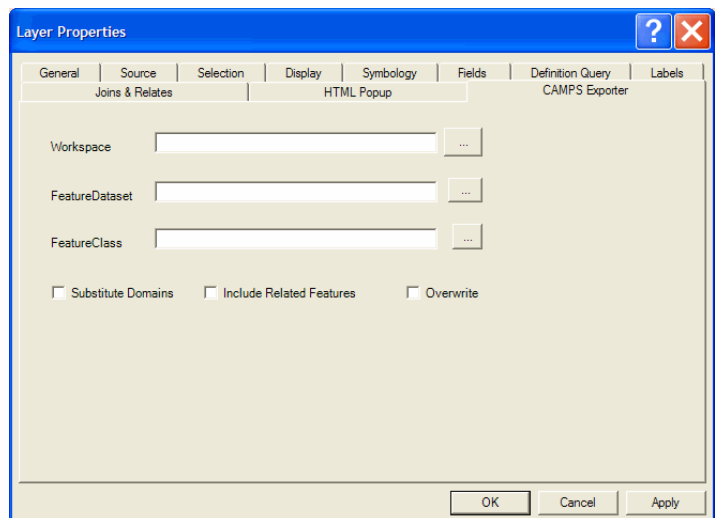 Layer Properties
?
General Source Selection Display Symbology Fields Definition Query Labels
Joins & Relates HTML Popup CAMPS Exporter
Workspace ...
FeatureDataset ...
FeatureClass ...
Substitute Domains Include Related Features Overwrite
OK Cancel Apply